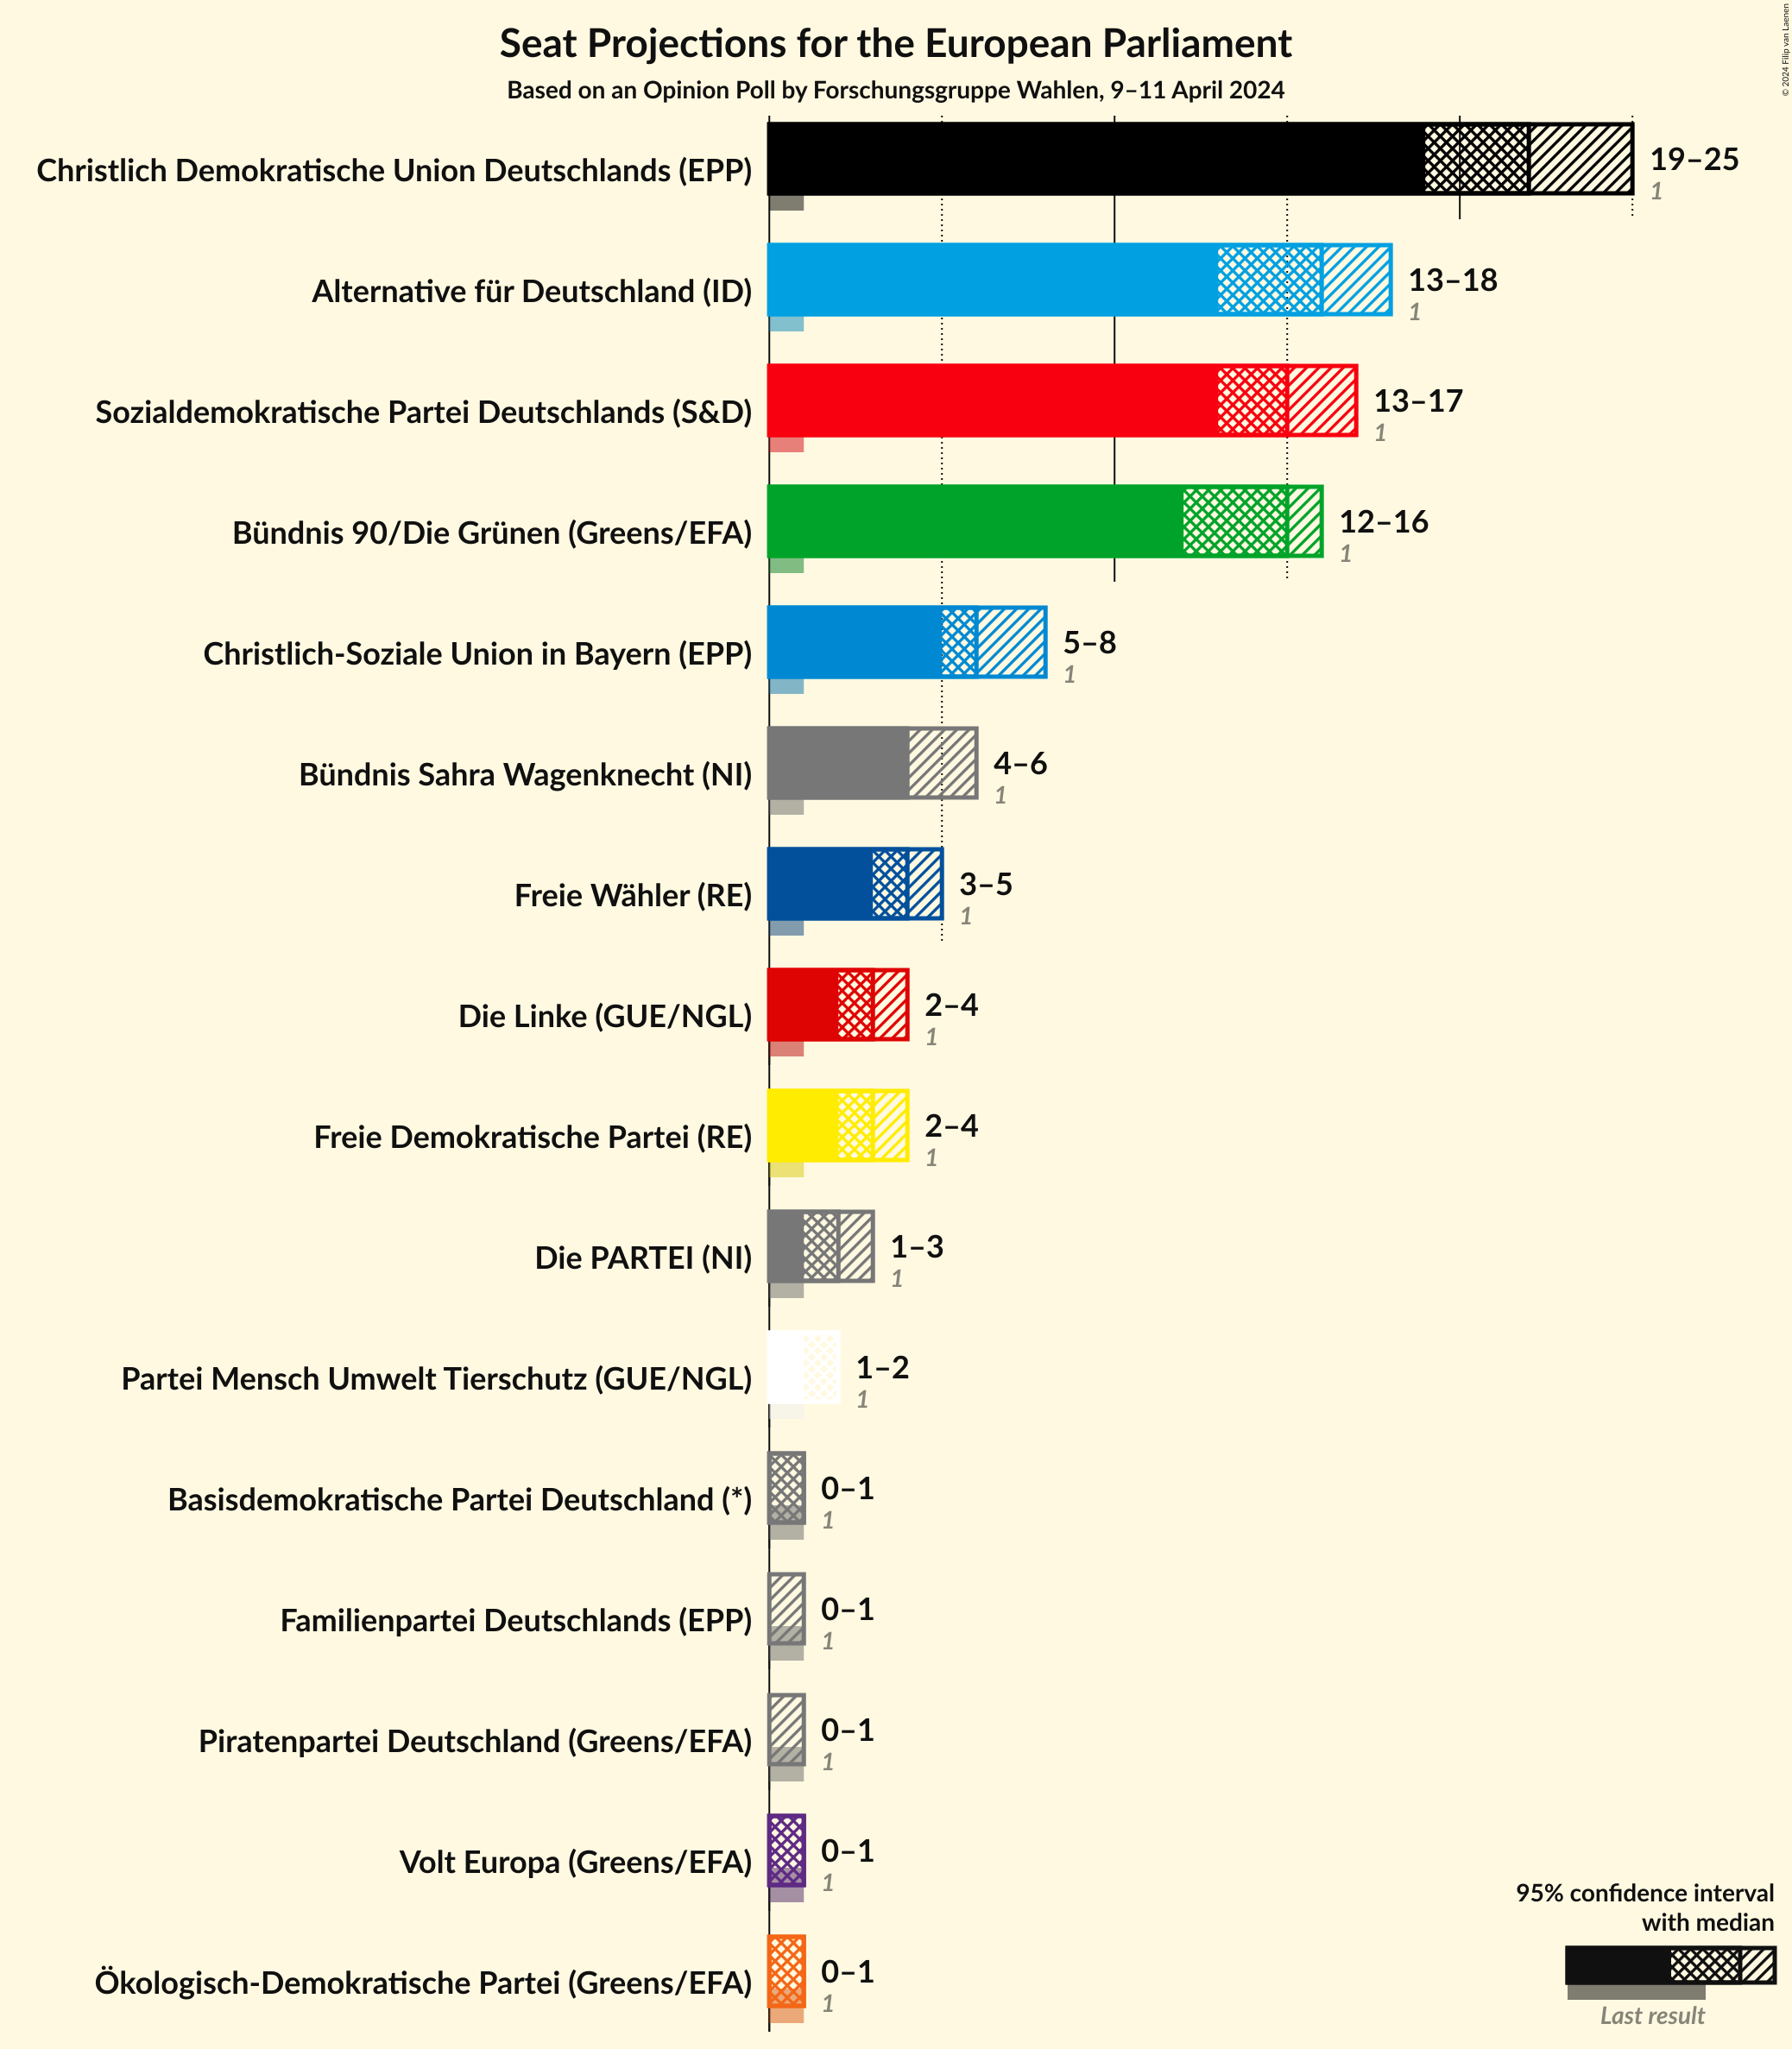 Seat Projections for the European Parliament
Based on an Opinion Poll by Forschungsgruppe Wahlen, 9–11 April 2024
© 2024 Filip van Laenen
Christlich Demokratische Union Deutschlands (EPP)
19–25
1
Alternative für Deutschland (ID)
13–18
1
Sozialdemokratische Partei Deutschlands (S&D)
13–17
1
Bündnis 90/Die Grünen (Greens/EFA)
12–16
1
Christlich-Soziale Union in Bayern (EPP)
5–8
1
Bündnis Sahra Wagenknecht (NI)
4–6
1
Freie Wähler (RE)
3–5
1
Die Linke (GUE/NGL)
2–4
1
Freie Demokratische Partei (RE)
2–4
1
Die PARTEI (NI)
1–3
1
Partei Mensch Umwelt Tierschutz (GUE/NGL)
1–2
1
Basisdemokratische Partei Deutschland (*)
0–1
1
Familienpartei Deutschlands (EPP)
0–1
1
Piratenpartei Deutschland (Greens/EFA)
0–1
1
Volt Europa (Greens/EFA)
0–1
1
Ökologisch-Demokratische Partei (Greens/EFA)
0–1
1
95% confidence interval
with median
Last result